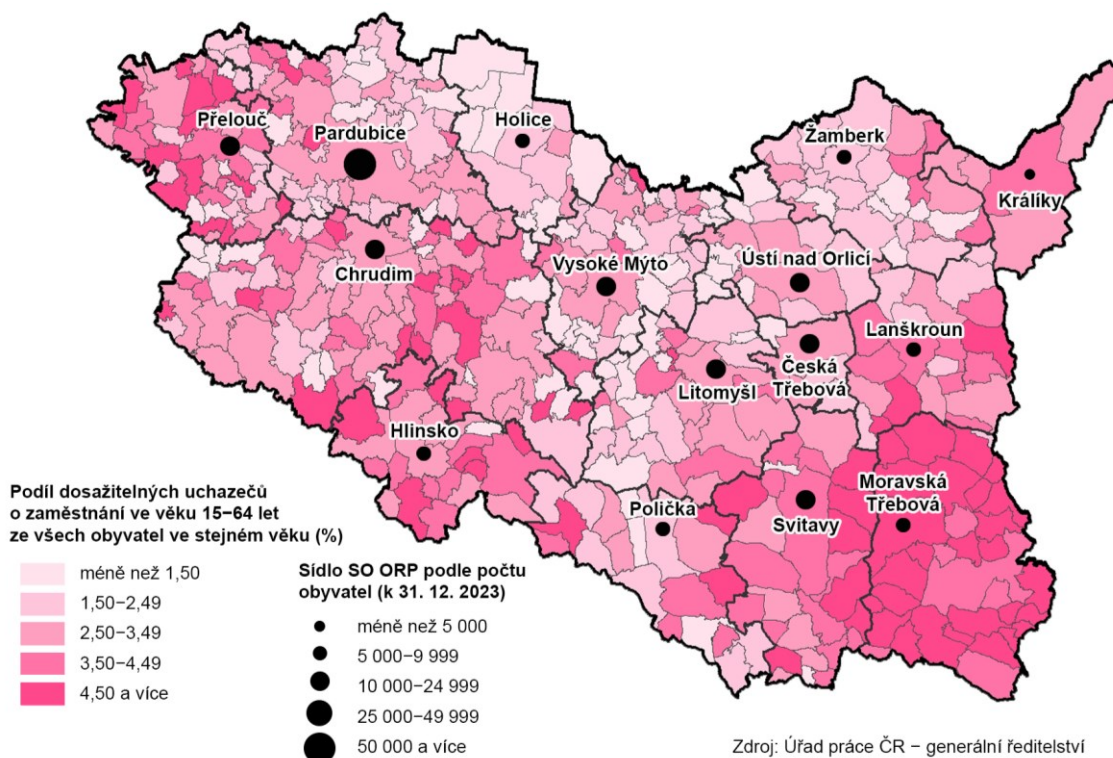 Přelouč
Pardubice
Holice
Žamberk
Králíky
Chrudim
Vysoké Mýto
Ústí nad Orlicí
Lanškroun
Česká
Třebová
Litomyšl
Hlinsko
Moravská
Třebová
Polička
Svitavy
Podíl dosažitelných uchazečů
o zaměstnání ve věku 15–64 let
ze všech obyvatel ve stejném věku (%)
méně než 1,50
1,50–2,49
2,50–3,49
3,50–4,49
4,50 a více
Sídlo SO ORP podle počtu
obyvatel (k 31. 12. 2023)
méně než 5 000
5 000–9 999
10 000–24 999
25 000–49 999
50 000 a více
Zdroj: Úřad práce ČR – generální ředitelství